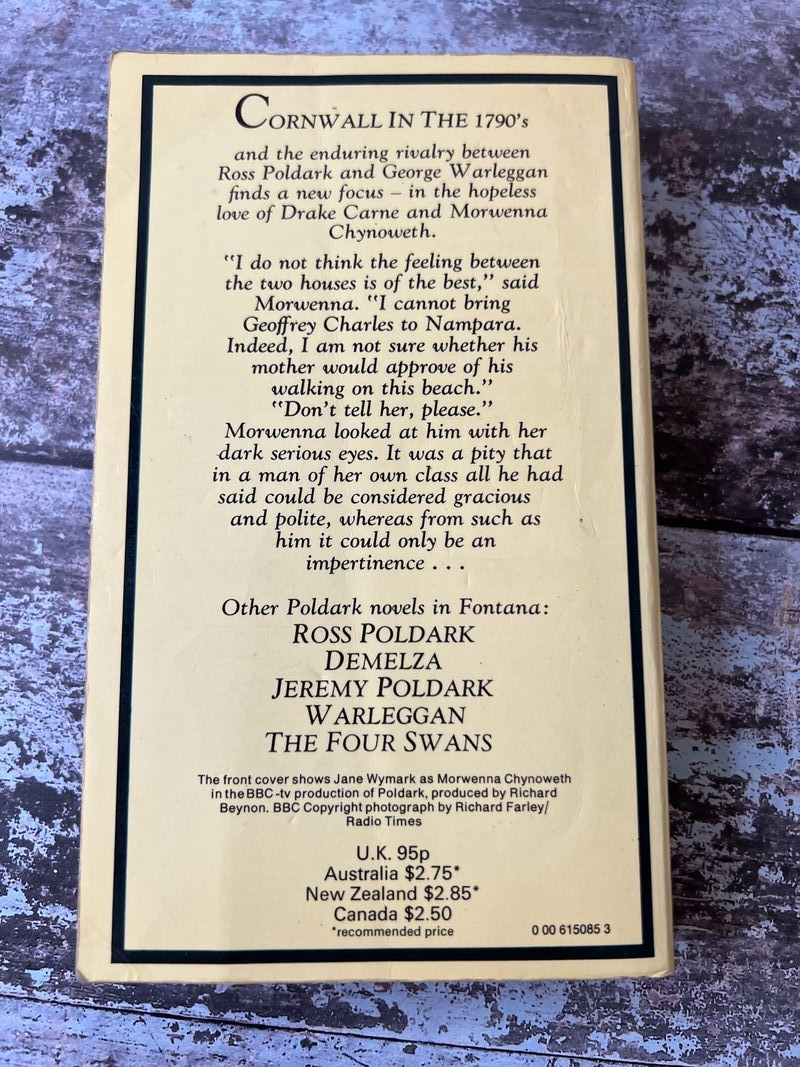 CORNWALL IN THE 1790's
and the enduring rivalry between
Ross Poldark and George Warleggan
finds a new focus – in the hopeless
love of Drake Carne and Morwenna
Chynoweth.
"I do not think the feeling between
the two houses is of the best," said
Morwenna. "I cannot bring
Geoffrey Charles to Nampara.
Indeed, I am not sure whether his
mother would approve of his
walking on this beach."
"Don't tell her, please."
Morwenna looked at him with her
dark serious eyes. It was a pity that
in a man of her own class all he had
said could be considered gracious
and polite, whereas from such as
him it could only be an
impertinence . . .
Other Poldark novels in Fontana:
ROSS POLDARK
DEMELZA
JEREMY POLDARK
WARLEGGAN
THE FOUR SWANS
The front cover shows Jane Wymark as Morwenna Chynoweth
in the BBC-tv production of Poldark, produced by Richard
Beynon. BBC Copyright photograph by Richard Farley/
Radio Times
U.K. 95p
Australia $2.75*
New Zealand $2.85*
Canada $2.50
*recommended price
0 00 615085 3